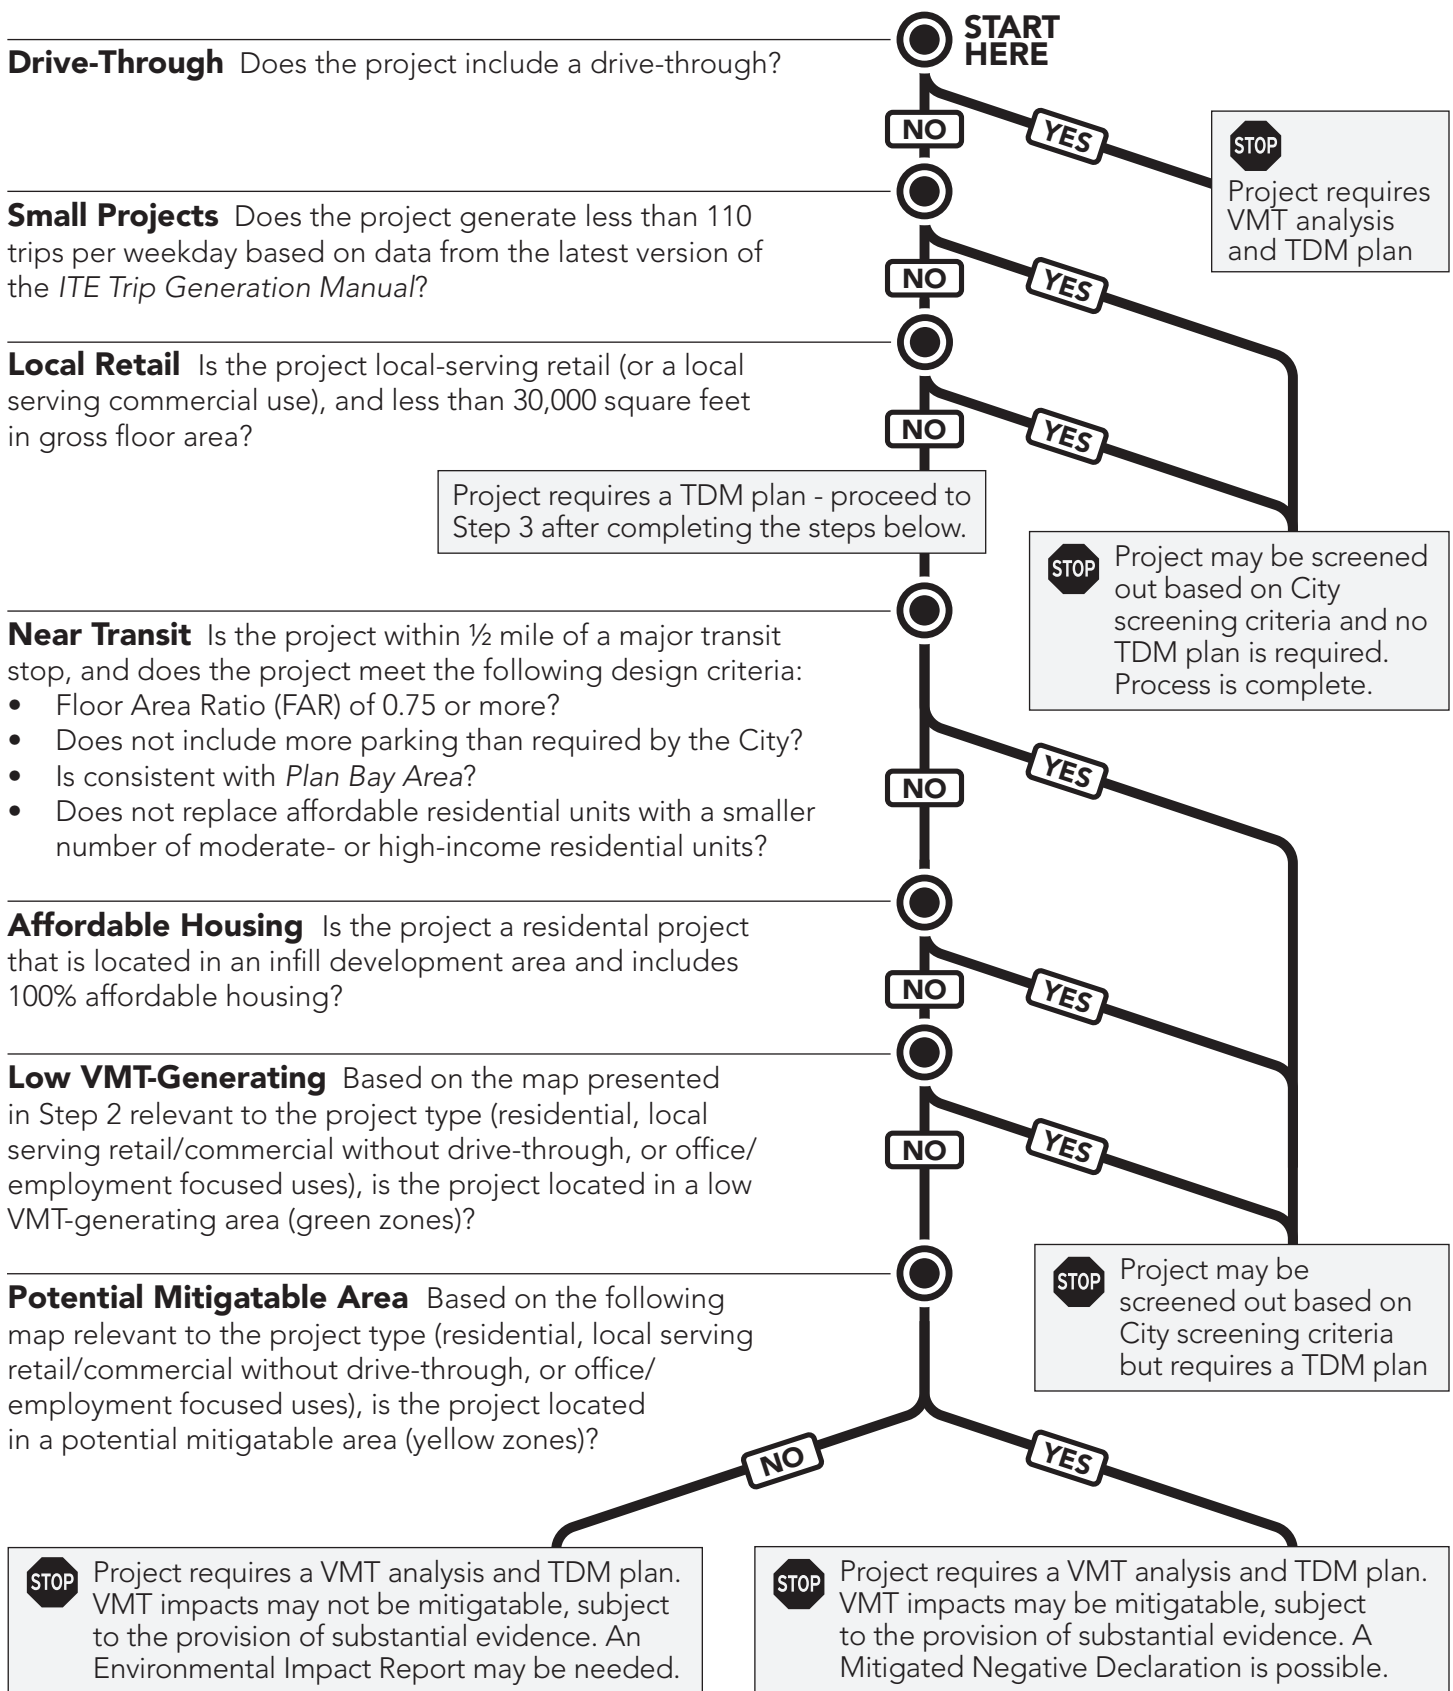 START
HERE
Drive-Through Does the project include a drive-through?
NO
YES
STOP
Project requires
VMT analysis
and TDM plan
Small Projects Does the project generate less than 110
trips per weekday based on data from the latest version of
the ITE Trip Generation Manual?
NO
YES
Local Retail Is the project local-serving retail (or a local
serving commercial use), and less than 30,000 square feet
in gross floor area?
NO
YES
Project requires a TDM plan - proceed to
Step 3 after completing the steps below.
STOP
Project may be screened
out based on City
screening criteria and no
TDM plan is required.
Process is complete.
Near Transit Is the project within ½ mile of a major transit
stop, and does the project meet the following design criteria:
• Floor Area Ratio (FAR) of 0.75 or more?
• Does not include more parking than required by the City?
• Is consistent with Plan Bay Area?
• Does not replace affordable residential units with a smaller
number of moderate- or high-income residential units?
NO
YES
Affordable Housing Is the project a residental project
that is located in an infill development area and includes
100% affordable housing?
NO
YES
Low VMT-Generating Based on the map presented
in Step 2 relevant to the project type (residential, local
serving retail/commercial without drive-through, or office/
employment focused uses), is the project located in a low
VMT-generating area (green zones)?
NO
YES
STOP
Project may be
screened out based on
City screening criteria
but requires a TDM plan
Potential Mitigatable Area Based on the following
map relevant to the project type (residential, local serving
retail/commercial without drive-through, or office/
employment focused uses), is the project located
in a potential mitigatable area (yellow zones)?
NO
YES
STOP
Project requires a VMT analysis and TDM plan.
VMT impacts may not be mitigatable, subject
to the provision of substantial evidence. An
Environmental Impact Report may be needed.
STOP
Project requires a VMT analysis and TDM plan.
VMT impacts may be mitigatable, subject
to the provision of substantial evidence. A
Mitigated Negative Declaration is possible.